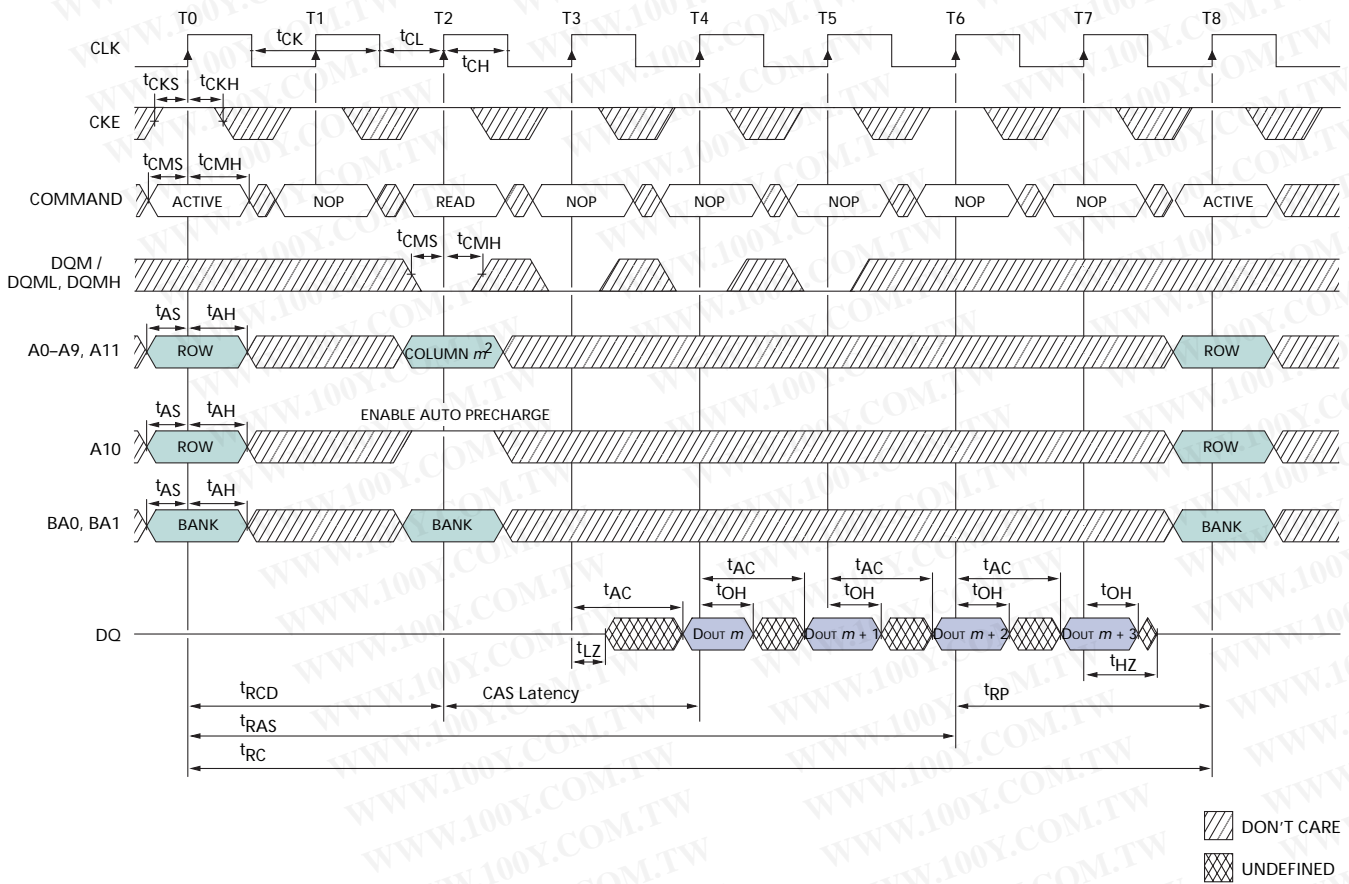 T0 T1 T2 T3 T4 T5 T6 T7 T8
CLK
tCK tCL
tCH
tCKS tCKH
CKE
tCMS tCMH
COMMAND ACTIVE NOP READ NOP NOP NOP NOP NOP ACTIVE
tCMS tCMH
DQM /
DQML, DQMH
tAS tAH
A0–A9, A11 ROW COLUMN m2 ROW
tAS tAH ENABLE AUTO PRECHARGE
A10 ROW ROW
tAS tAH
BA0, BA1 BANK BANK BANK
tAC tAC tAC tAC
tOH tOH tOH tOH
DQ DOUT m DOUT m + 1 DOUT m + 2 DOUT m + 3
tLZ tHZ
tRCD CAS Latency tRP
tRAS
tRC
DON'T CARE
UNDEFINED
WWW.100Y.COM.TW